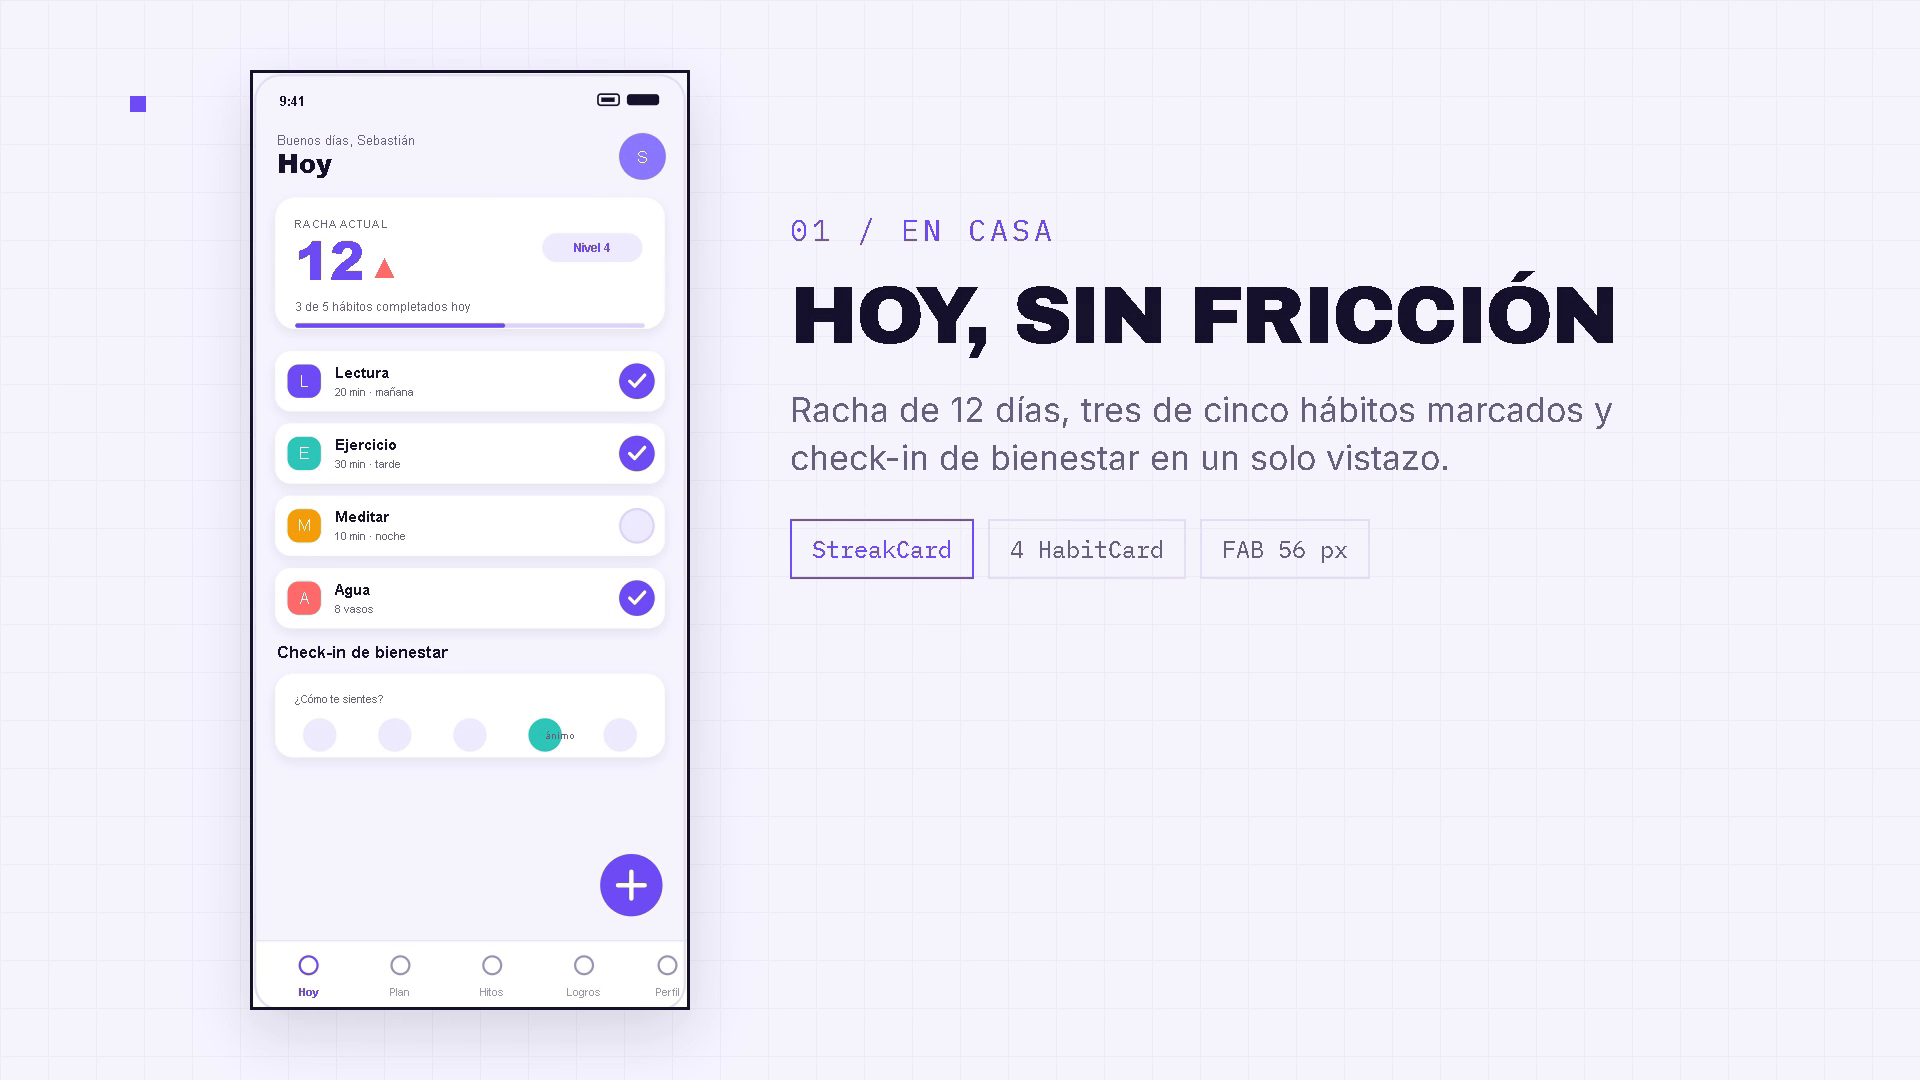 9:41
Buenos días, Sebastián
Hoy
S
RACHA ACTUAL
12
Nivel 4
3 de 5 hábitos completados hoy
L
Lectura
20 min · mañana
E
Ejercicio
30 min · tarde
M
Meditar
10 min · noche
A
Agua
8 vasos
Check-in de bienestar
¿Cómo te sientes?
ánimo
Hoy
Plan
Hitos
Logros
Perfil
01 / EN CASA
HOY, SIN FRICCIÓN
Racha de 12 días, tres de cinco hábitos marcados y
check-in de bienestar en un solo vistazo.
StreakCard
4 HabitCard
FAB 56 px